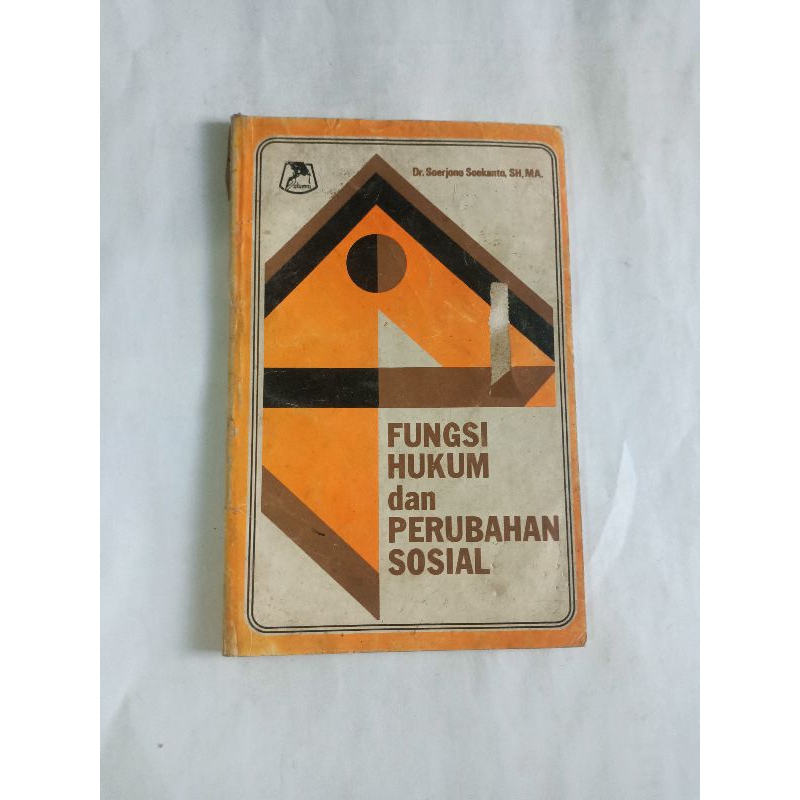 Dr. Soerjono Soekanto, SH, MA.
FUNGSI
HUKUM
dan
PERUBAHAN
SOSIAL